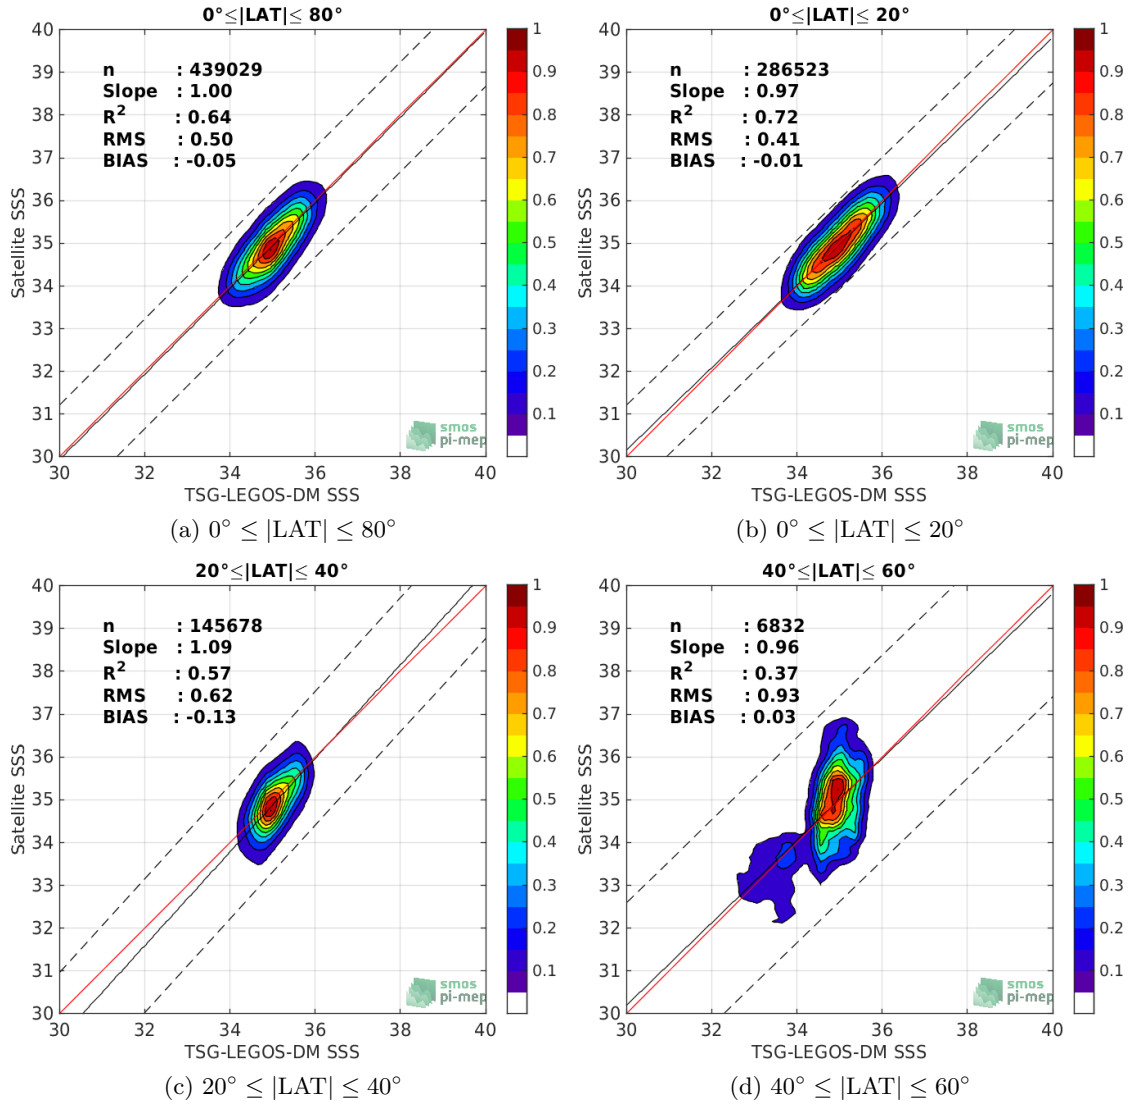 0°≤|LAT|≤ 80°
n : 439029
Slope : 1.00
R² : 0.64
RMS : 0.50
BIAS : -0.05
40
39
38
37
36
35
34
33
32
31
30
30 32 34 36 38 40
Satellite SSS
TSG-LEGOS-DM SSS
smos
pi-mep
1
0.9
0.8
0.7
0.6
0.5
0.4
0.3
0.2
0.1
(a) 0° ≤ |LAT| ≤ 80°
0°≤|LAT|≤ 20°
n : 286523
Slope : 0.97
R² : 0.72
RMS : 0.41
BIAS : -0.01
40
39
38
37
36
35
34
33
32
31
30
30 32 34 36 38 40
Satellite SSS
TSG-LEGOS-DM SSS
smos
pi-mep
1
0.9
0.8
0.7
0.6
0.5
0.4
0.3
0.2
0.1
(b) 0° ≤ |LAT| ≤ 20°
20°≤|LAT|≤ 40°
n : 145678
Slope : 1.09
R² : 0.57
RMS : 0.62
BIAS : -0.13
40
39
38
37
36
35
34
33
32
31
30
30 32 34 36 38 40
Satellite SSS
TSG-LEGOS-DM SSS
smos
pi-mep
1
0.9
0.8
0.7
0.6
0.5
0.4
0.3
0.2
0.1
(c) 20° ≤ |LAT| ≤ 40°
40°≤|LAT|≤ 60°
n : 6832
Slope : 0.96
R² : 0.37
RMS : 0.93
BIAS : 0.03
40
39
38
37
36
35
34
33
32
31
30
30 32 34 36 38 40
Satellite SSS
TSG-LEGOS-DM SSS
smos
pi-mep
1
0.9
0.8
0.7
0.6
0.5
0.4
0.3
0.2
0.1
(d) 40° ≤ |LAT| ≤ 60°